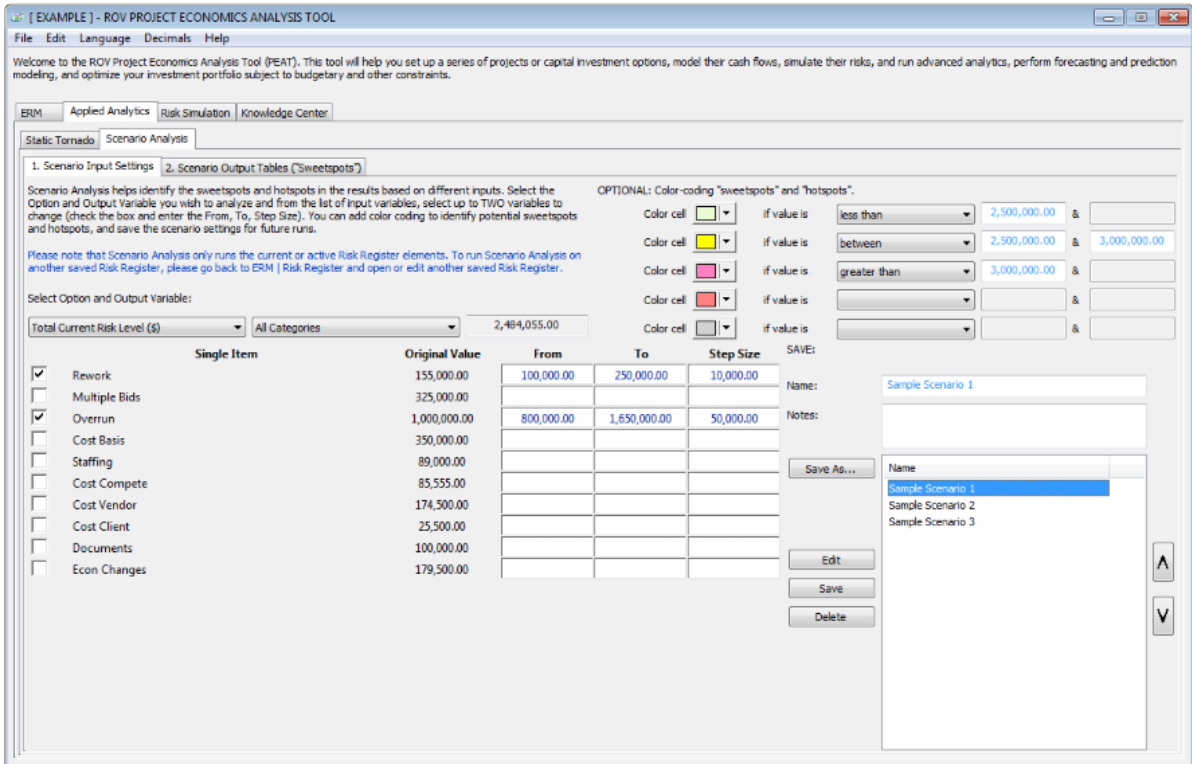 [ EXAMPLE ] - ROV PROJECT ECONOMICS ANALYSIS TOOL
File Edit Language Decimals Help
Welcome to the ROV Project Economics Analysis Tool (PEAT). This tool will help you set up a series of projects or capital investment options, model their cash flows, simulate their risks, and run advanced analytics, perform forecasting and prediction
modeling, and optimize your investment portfolio subject to budgetary and other constraints.
ERM Applied Analytics Risk Simulation Knowledge Center
Static Tornado Scenario Analysis
1. Scenario Input Settings 2. Scenario Output Tables ("Sweetspots")
Scenario Analysis helps identify the sweetspots and hotspots in the results based on different inputs. Select the
Option and Output Variable you wish to analyze and from the list of input variables, select up to TWO variables to
change (check the box and enter the From, To, Step Size). You can add color coding to identify potential sweetspots
and hotspots, and save the scenario settings for future runs.
Please note that Scenario Analysis only runs the current or active Risk Register elements. To run Scenario Analysis on
another saved Risk Register, please go back to ERM | Risk Register and open or edit another saved Risk Register.
Select Option and Output Variable:
Total Current Risk Level ($) All Categories 2,484,055.00
OPTIONAL: Color-coding "sweetspots" and "hotspots".
Color cell if value is less than 2,500,000.00 &
Color cell if value is between 2,500,000.00 & 3,000,000.00
Color cell if value is greater than 3,000,000.00 &
Color cell if value is &
Color cell if value is &
Single Item Original Value From To Step Size
Rework 155,000.00 100,000.00 250,000.00 10,000.00
Multiple Bids 325,000.00
Overrun 1,000,000.00 800,000.00 1,650,000.00 50,000.00
Cost Basis 350,000.00
Staffing 89,000.00
Cost Compete 85,555.00
Cost Vendor 174,500.00
Cost Client 25,500.00
Documents 100,000.00
Econ Changes 179,500.00
SAVE:
Name: Sample Scenario 1
Notes:
Save As...
Name
Sample Scenario 1
Sample Scenario 2
Sample Scenario 3
Edit
Save
Delete